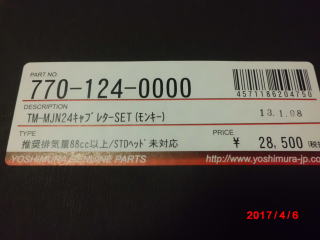 PART NO.
770-124-0000
4571186204750
DESCRIPTION
TM-MJN24キャブレターSET(モンキー)
13.1.98
TYPE
推奨排気量88cc以上/STDヘッド未対応
PRICE
¥ 28,500
YOSHIMURA GENUINE PARTS
http://www.yoshimura-jp.com
2017/4/6